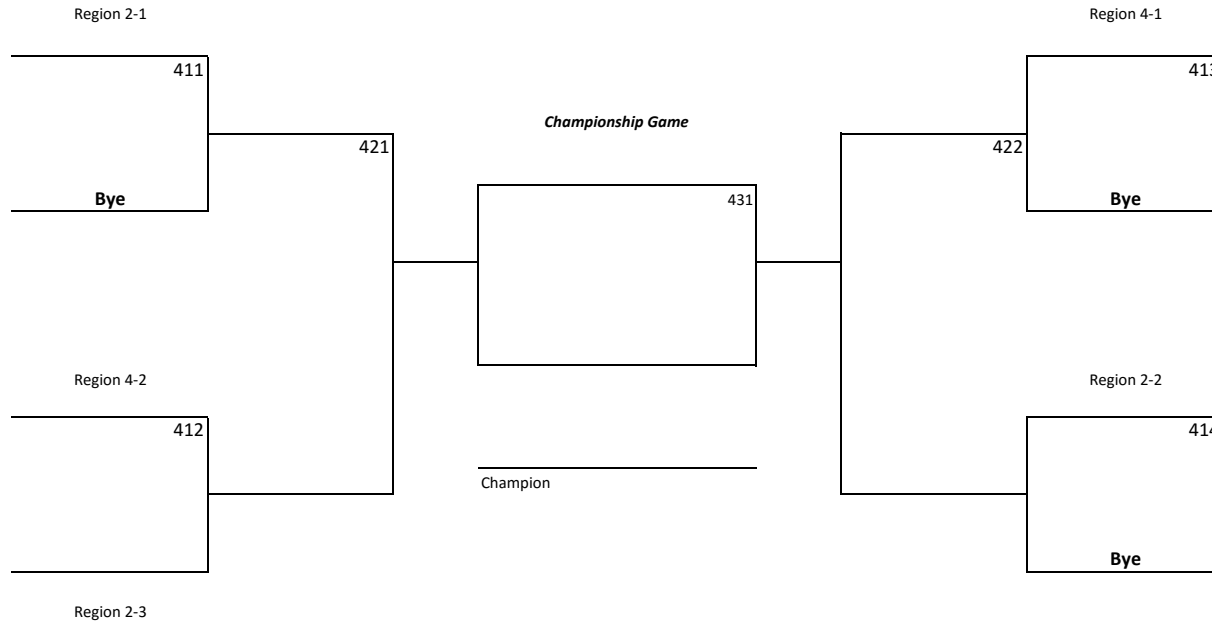 Region 2-1
Region 4-1
411
413
Championship Game
421
422
Bye
431
Bye
Region 4-2
Region 2-2
412
414
Champion
Bye
Region 2-3